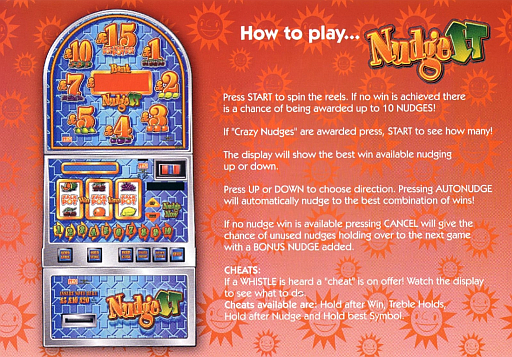 How to play... Nudge IT
£15
£10 £1
Bank
£7 £2
Nudge IT
£5 £3
£4
Press START to spin the reels. If no win is achieved there
is a chance of being awarded up to 10 NUDGES!
If "Crazy Nudges" are awarded press, START to see how many!
The display will show the best win available nudging
up or down.
Press UP or DOWN to choose direction. Pressing AUTONUDGE
will automatically nudge to the best combination of wins!
If no nudge win is available pressing CANCEL will give the
chance of unused nudges holding over to the next game
with a BONUS NUDGE added.
CHEATS:
If a WHISTLE is heard a "cheat" is on offer! Watch the display
to see what to do.
Cheats available are: Hold after Win, Treble Holds,
Hold after Nudge and Hold best Symbol
Nudge IT